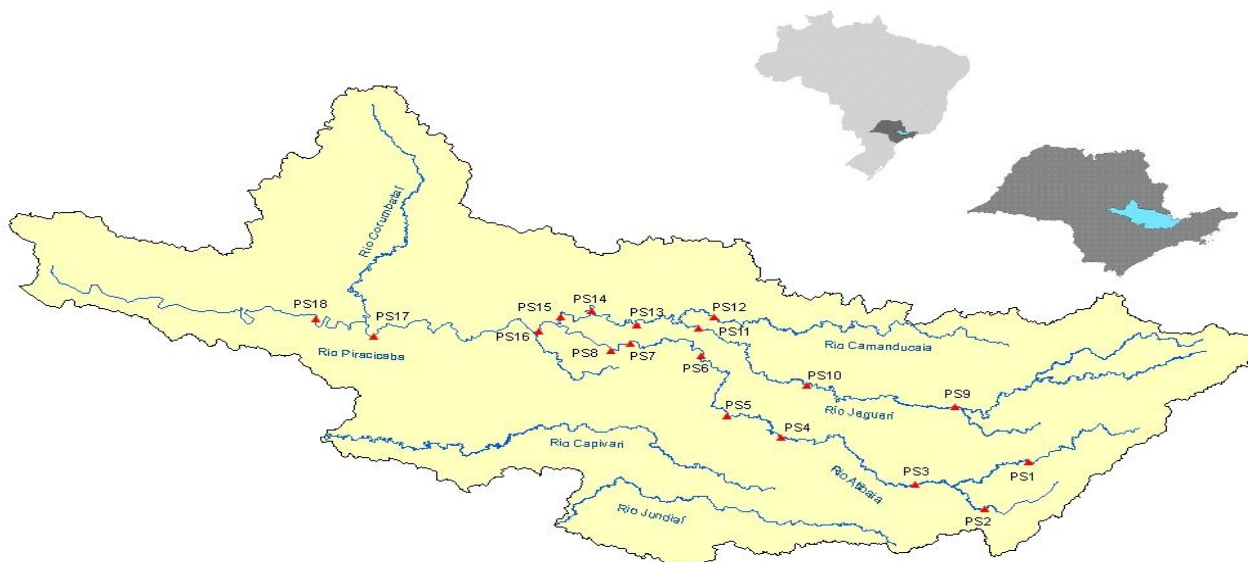 Rio Corumbataí
PS18
PS17
PS15
PS14
PS13
PS12
PS16
PS11
Rio Piracicaba
PS8
PS7
PS6
Rio Camanducaia
PS10
PS9
PS5
Rio Jaguari
PS4
Rio Capivari
PS3
PS1
Rio Atibaia
Rio Jundiaí
PS2